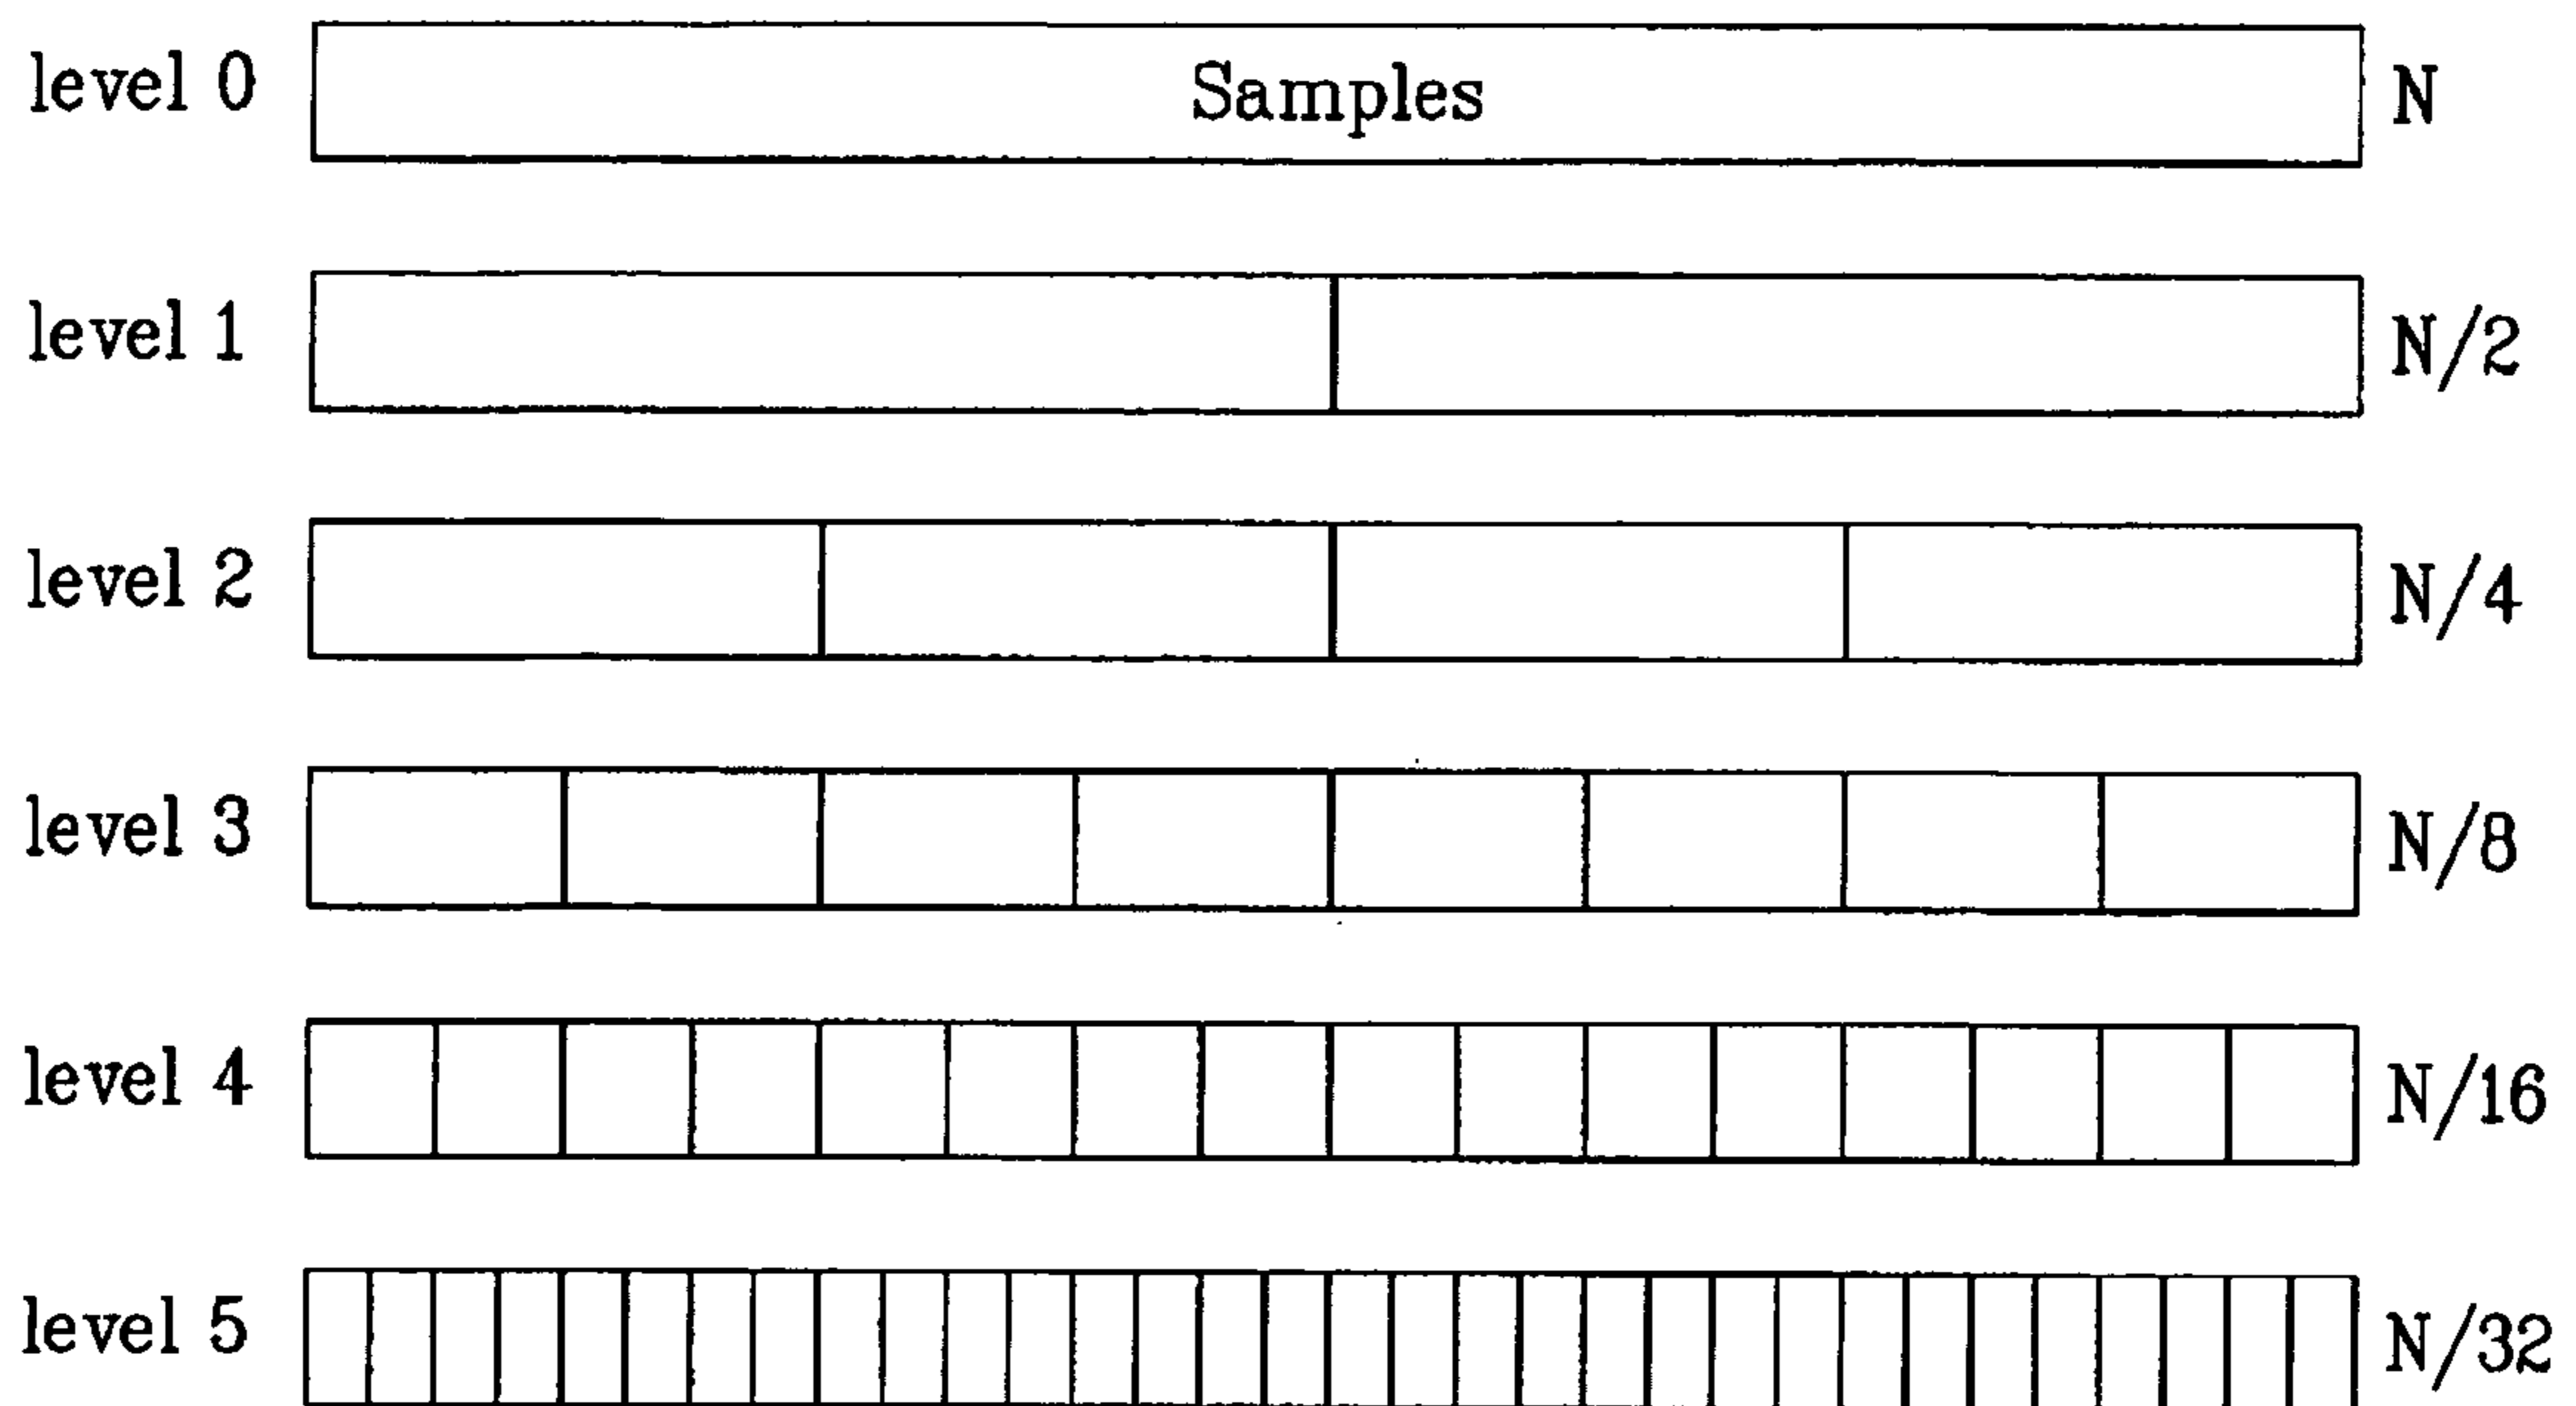 level 0 Samples N
level 1 N/2
level 2 N/4
level 3 N/8
level 4 N/16
level 5 N/32